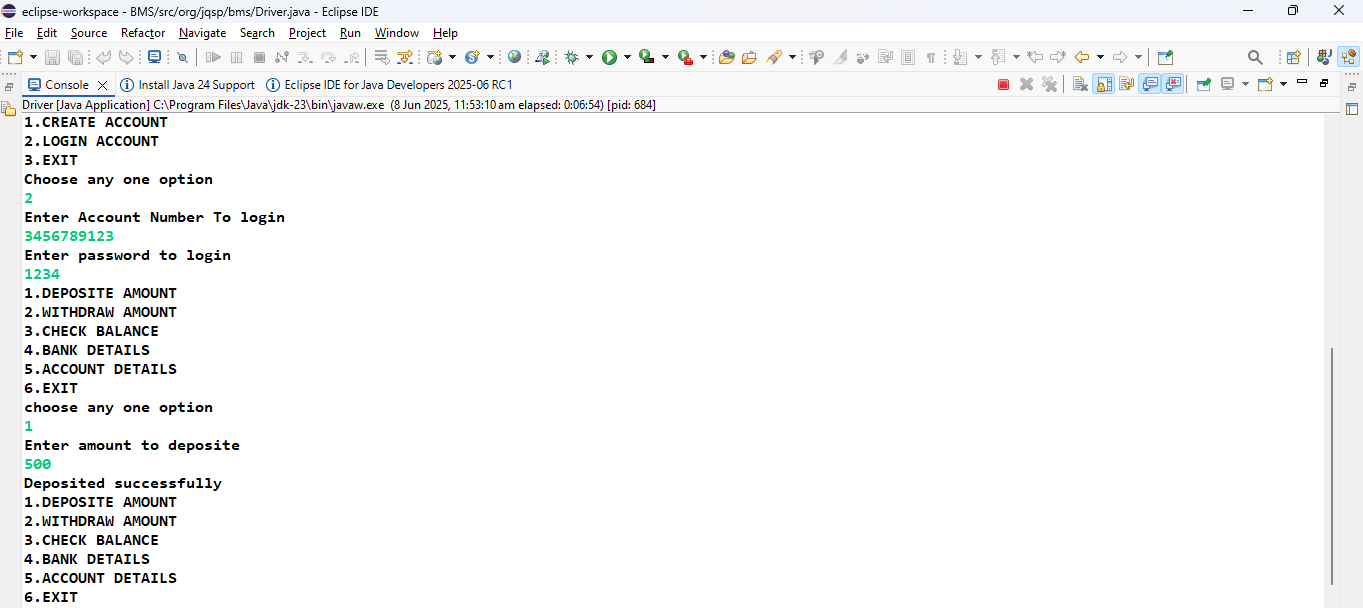 eclipse-workspace - BMS/src/org/jqsp/bms/Driver.java - Eclipse IDE
File Edit Source Refactor Navigate Search Project Run Window Help
Console Install Java 24 Support Eclipse IDE for Java Developers 2025-06 RC1
Driver [Java Application] C:\Program Files\Java\jdk-23\bin\javaw.exe (8 Jun 2025, 11:53:10 am elapsed: 0:06:54) [pid: 684]
1.CREATE ACCOUNT
2.LOGIN ACCOUNT
3.EXIT
Choose any one option
2
Enter Account Number To login
3456789123
Enter password to login
1234
1.DEPOSITE AMOUNT
2.WITHDRAW AMOUNT
3.CHECK BALANCE
4.BANK DETAILS
5.ACCOUNT DETAILS
6.EXIT
choose any one option
1
Enter amount to deposite
500
Deposited successfully
1.DEPOSITE AMOUNT
2.WITHDRAW AMOUNT
3.CHECK BALANCE
4.BANK DETAILS
5.ACCOUNT DETAILS
6.EXIT